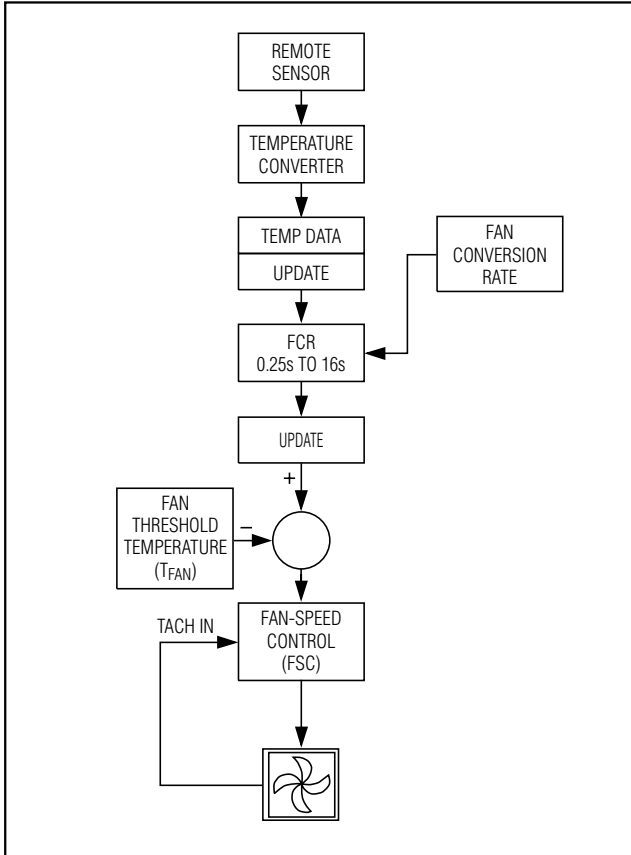 REMOTE
SENSOR
TEMPERATURE
CONVERTER
TEMP DATA
UPDATE
FAN
CONVERSION
RATE
FCR
0.25s TO 16s
UPDATE
+
FAN
THRESHOLD
TEMPERATURE
(TFAN)
–
TACH IN
FAN-SPEED
CONTROL
(FSC)